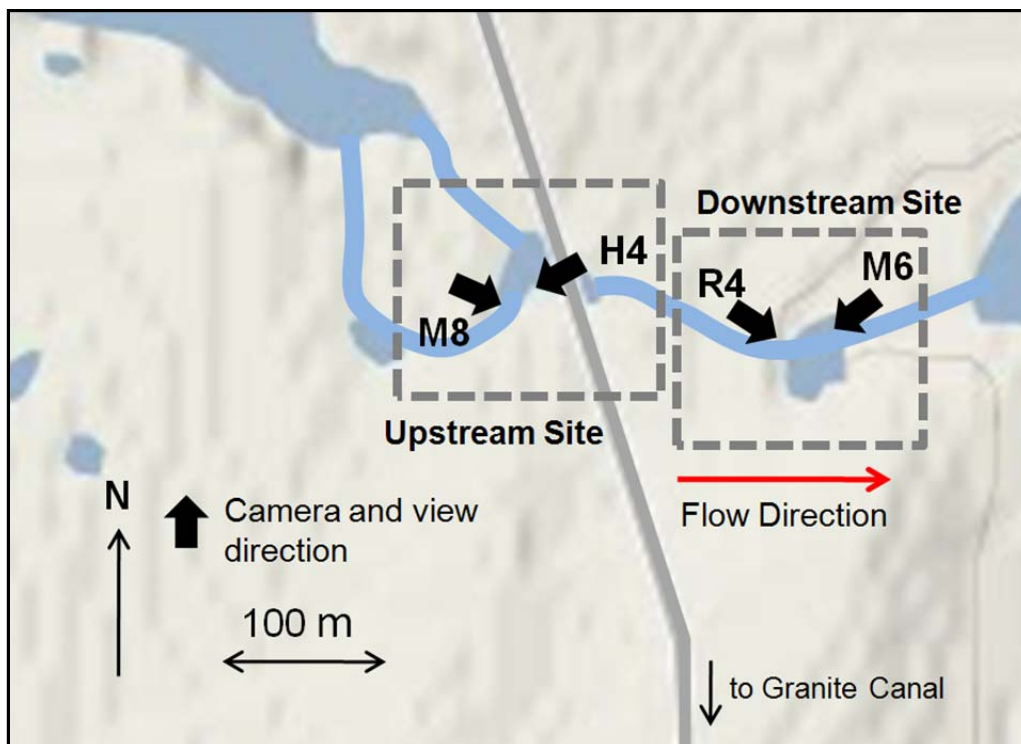 Downstream Site
H4
M6
R4
M8
Upstream Site
N
Camera and view
direction
Flow Direction
100 m
to Granite Canal